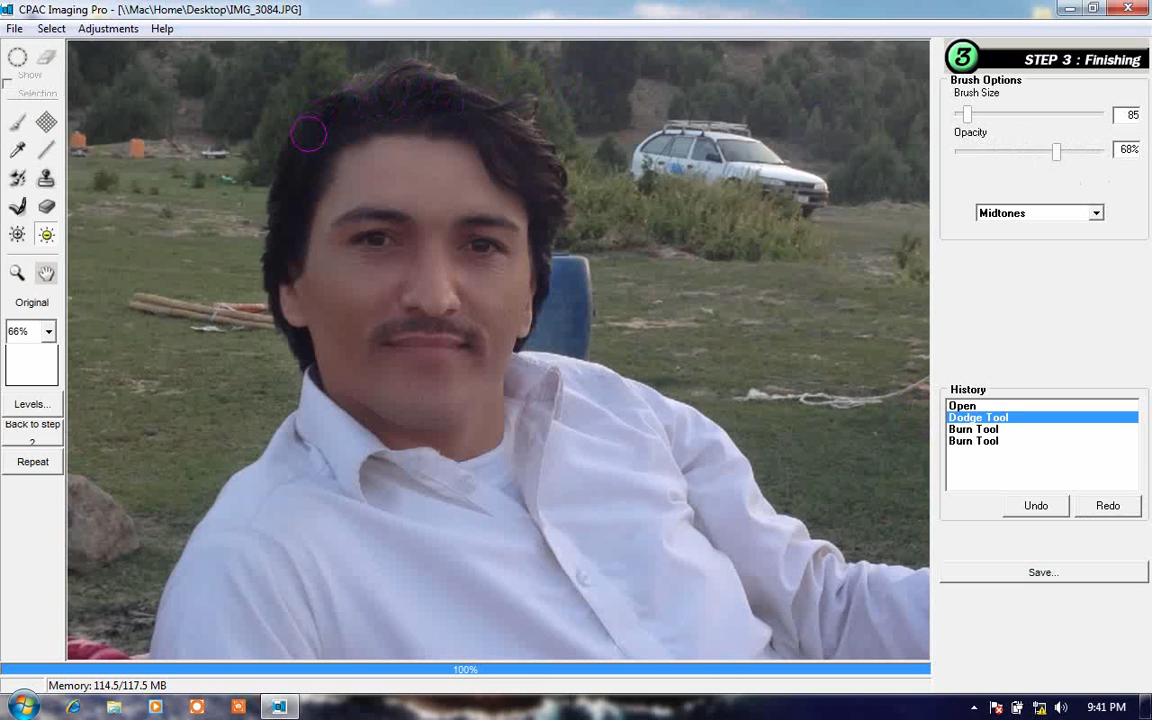 CPAC Imaging Pro - [\\Mac\Home\Desktop\IMG_3084.JPG]
File Select Adjustments Help
Show
Selection
Original
66%
Levels...
Back to step
2
Repeat
3 STEP 3 : Finishing
Brush Options
Brush Size
85
Opacity
68%
Midtones
History
Open
Dodge Tool
Burn Tool
Burn Tool
Undo Redo
Save...
100%
Memory: 114.5/117.5 MB
9:41 PM